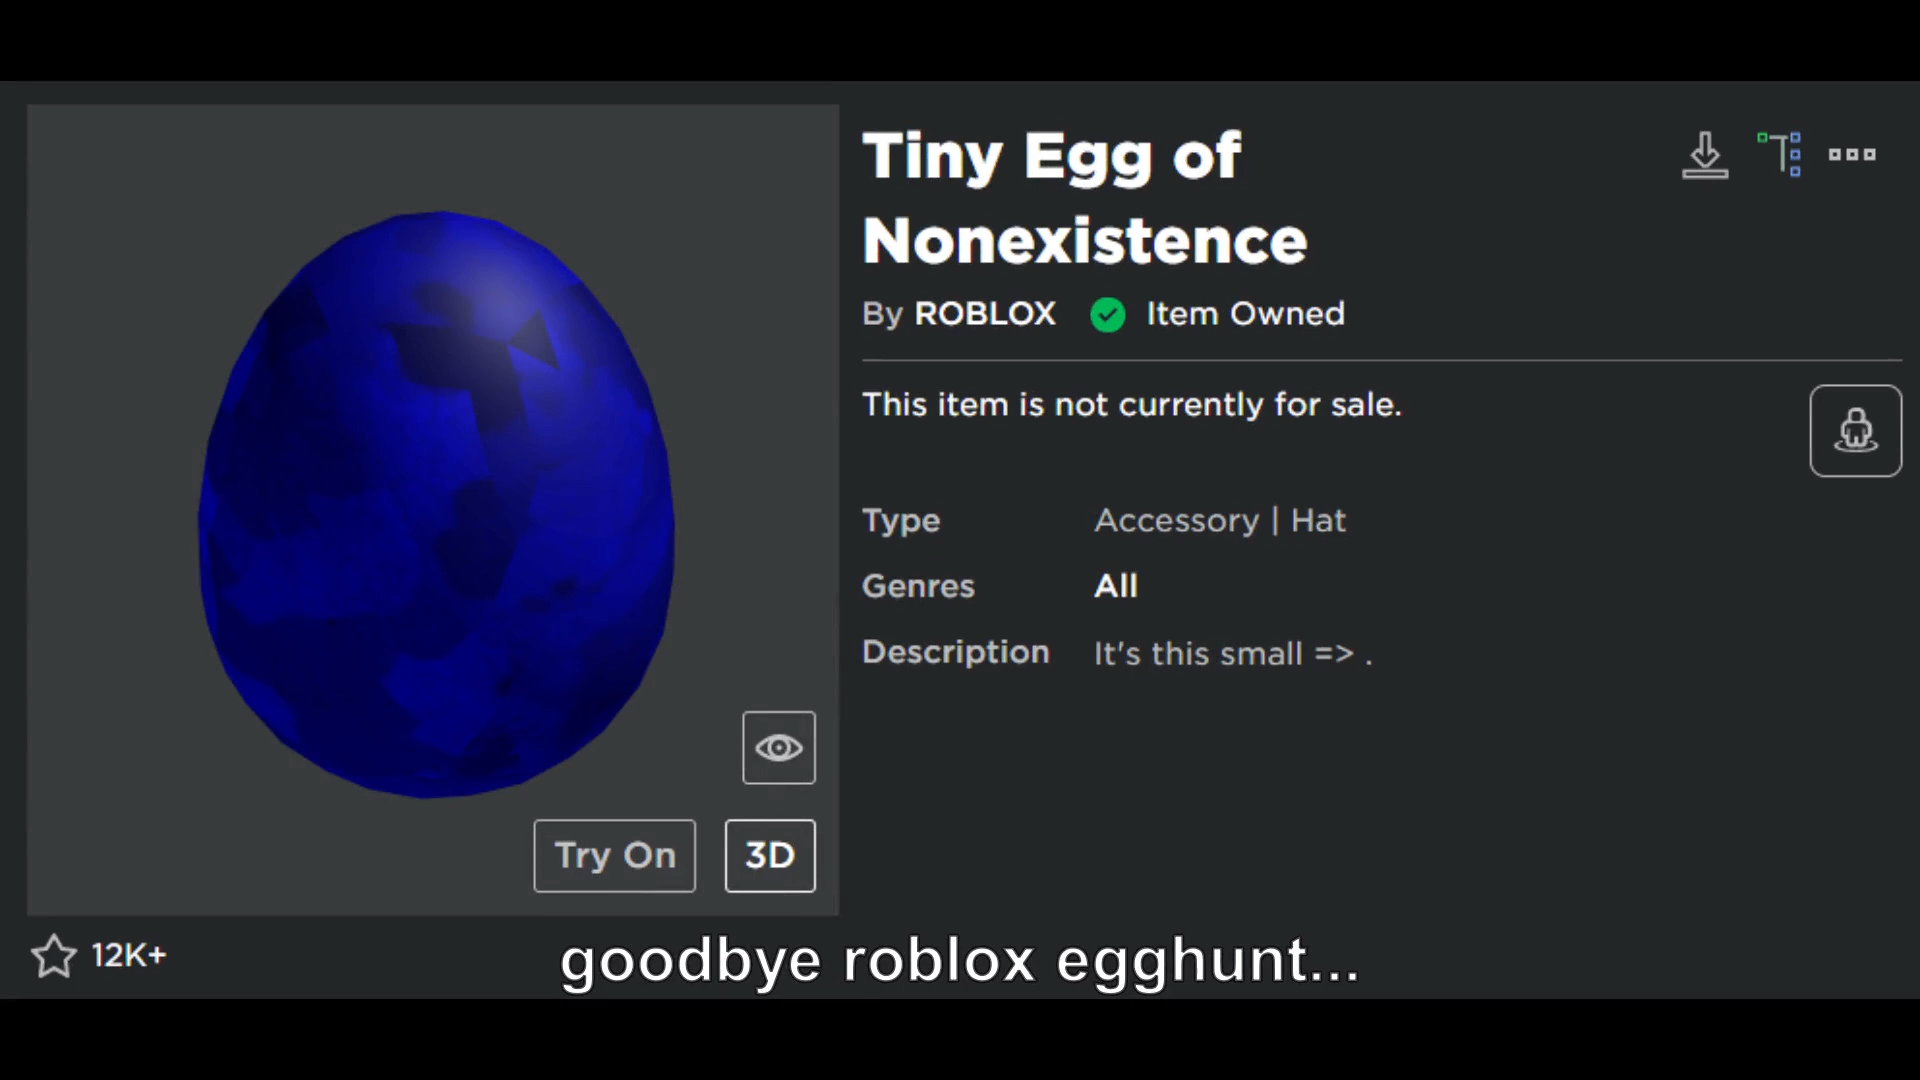 Tiny Egg of
Nonexistence
By ROBLOX Item Owned
This item is not currently for sale.
Type Accessory | Hat
Genres All
Description It's this small => .
Try On 3D
12K+
goodbye roblox egghunt...